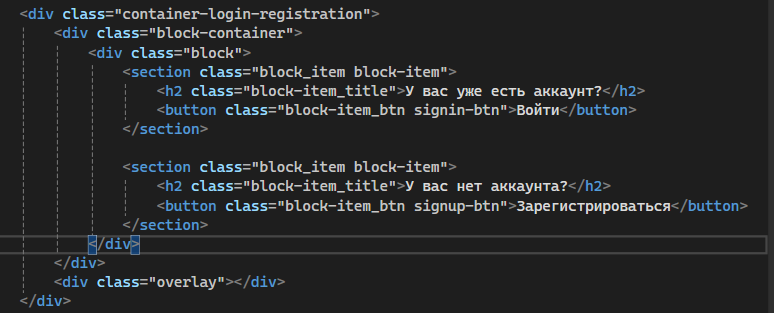 <div class="container-login-registration">
<div class="block-container">
<div class="block">
<section class="block_item block-item">
<h2 class="block-item_title">У вас уже есть аккаунт?</h2>
<button class="block-item_btn signin-btn">Войти</button>
</section>
<section class="block_item block-item">
<h2 class="block-item_title">У вас нет аккаунта?</h2>
<button class="block-item_btn signup-btn">Зарегистрироваться</button>
</section>
</div>
</div>
<div class="overlay"></div>
</div>